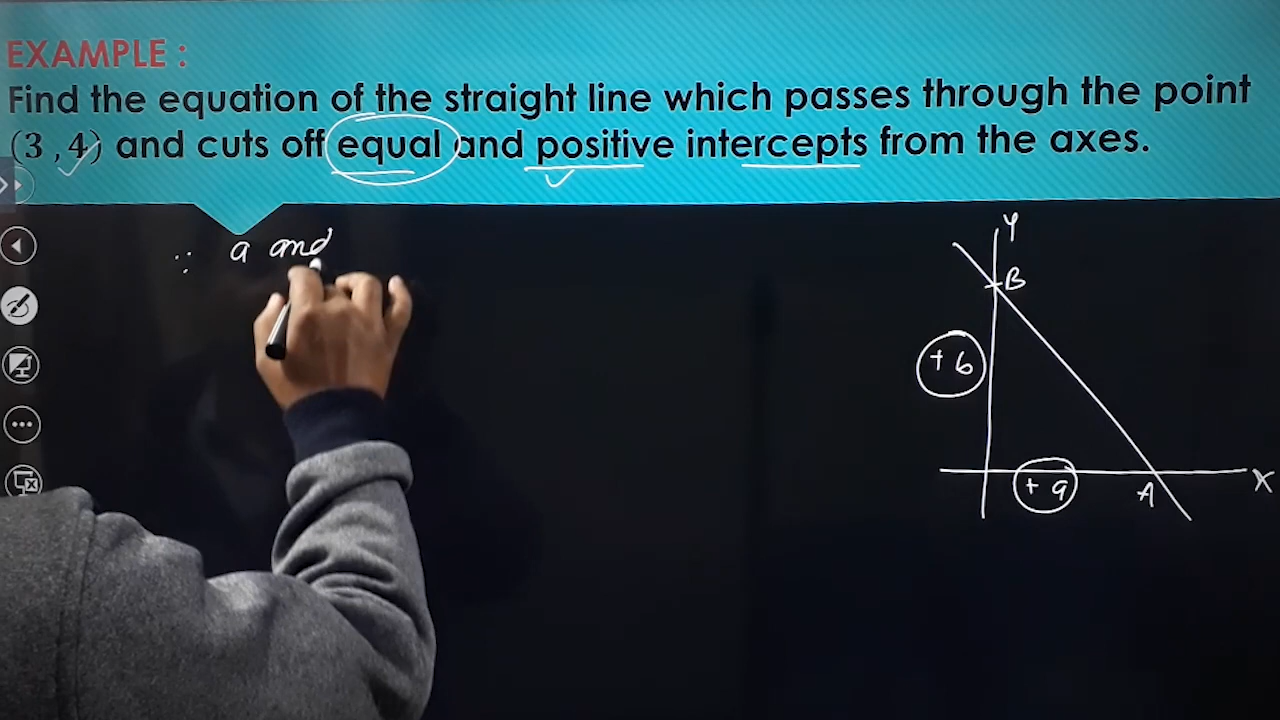 EXAMPLE :
Find the equation of the straight line which passes through the point
(3 ,4) and cuts off equal and positive intercepts from the axes.
∵ a and
Y
B
+ b
+ a
A
X